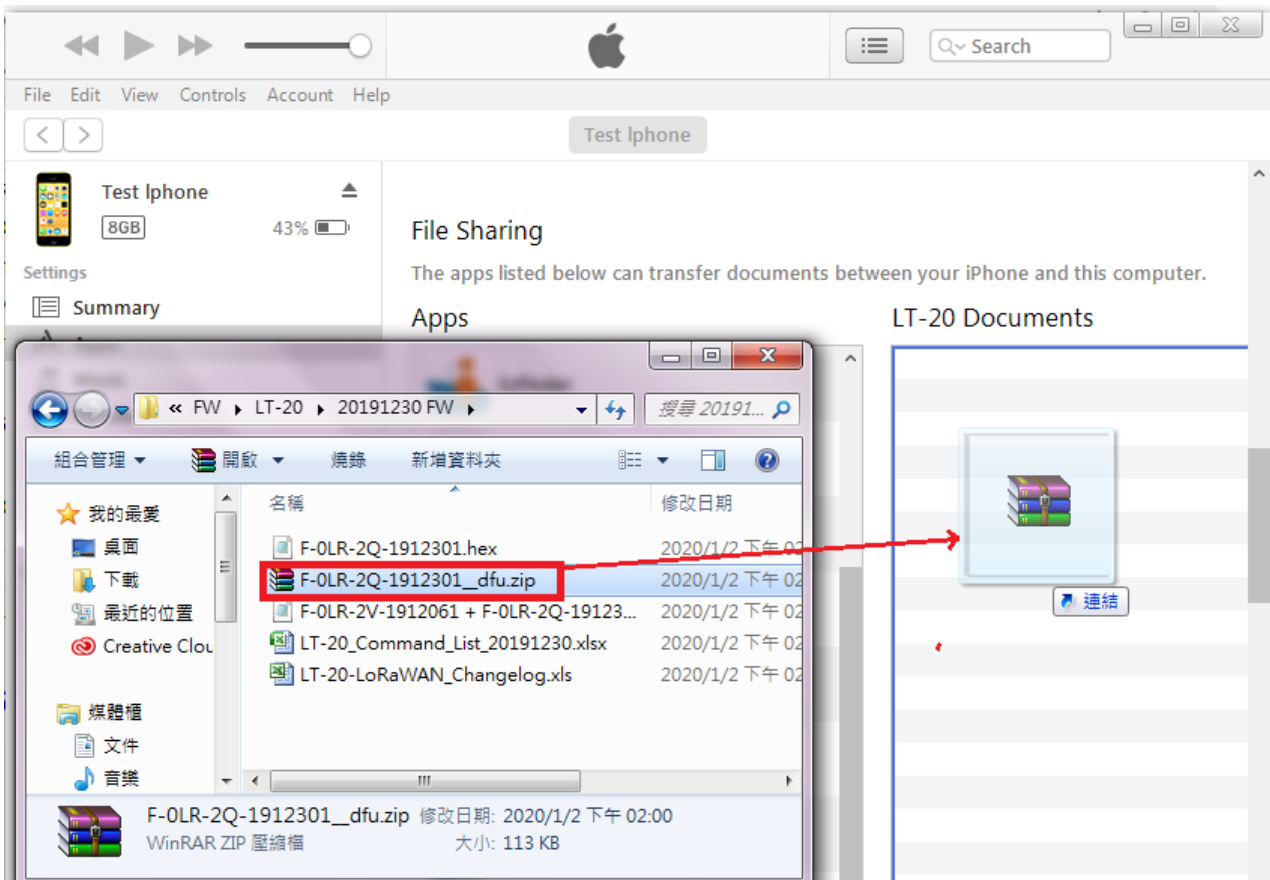 Search
File Edit View Controls Account Help
Test Iphone
Test Iphone
8GB
43%
Settings
Summary
File Sharing
The apps listed below can transfer documents between your iPhone and this computer.
Apps
LT-20 Documents
« FW LT-20 20191230 FW
搜尋 20191...
組合管理 開啟 燒錄 新增資料夾
我的最愛
桌面
下載
最近的位置
Creative Clou
媒體櫃
文件
音樂
名稱 修改日期
F-0LR-2Q-1912301.hex 2020/1/2 下午 02
F-0LR-2Q-1912301__dfu.zip 2020/1/2 下午 02
F-0LR-2V-1912061 + F-0LR-2Q-19123... 2020/1/2 下午 02
LT-20_Command_List_20191230.xlsx 2020/1/2 下午 02
LT-20-LoRaWAN_Changelog.xls 2020/1/2 下午 02
連結
F-0LR-2Q-1912301__dfu.zip 修改日期: 2020/1/2 下午 02:00
WinRAR ZIP 壓縮檔 大小: 113 KB